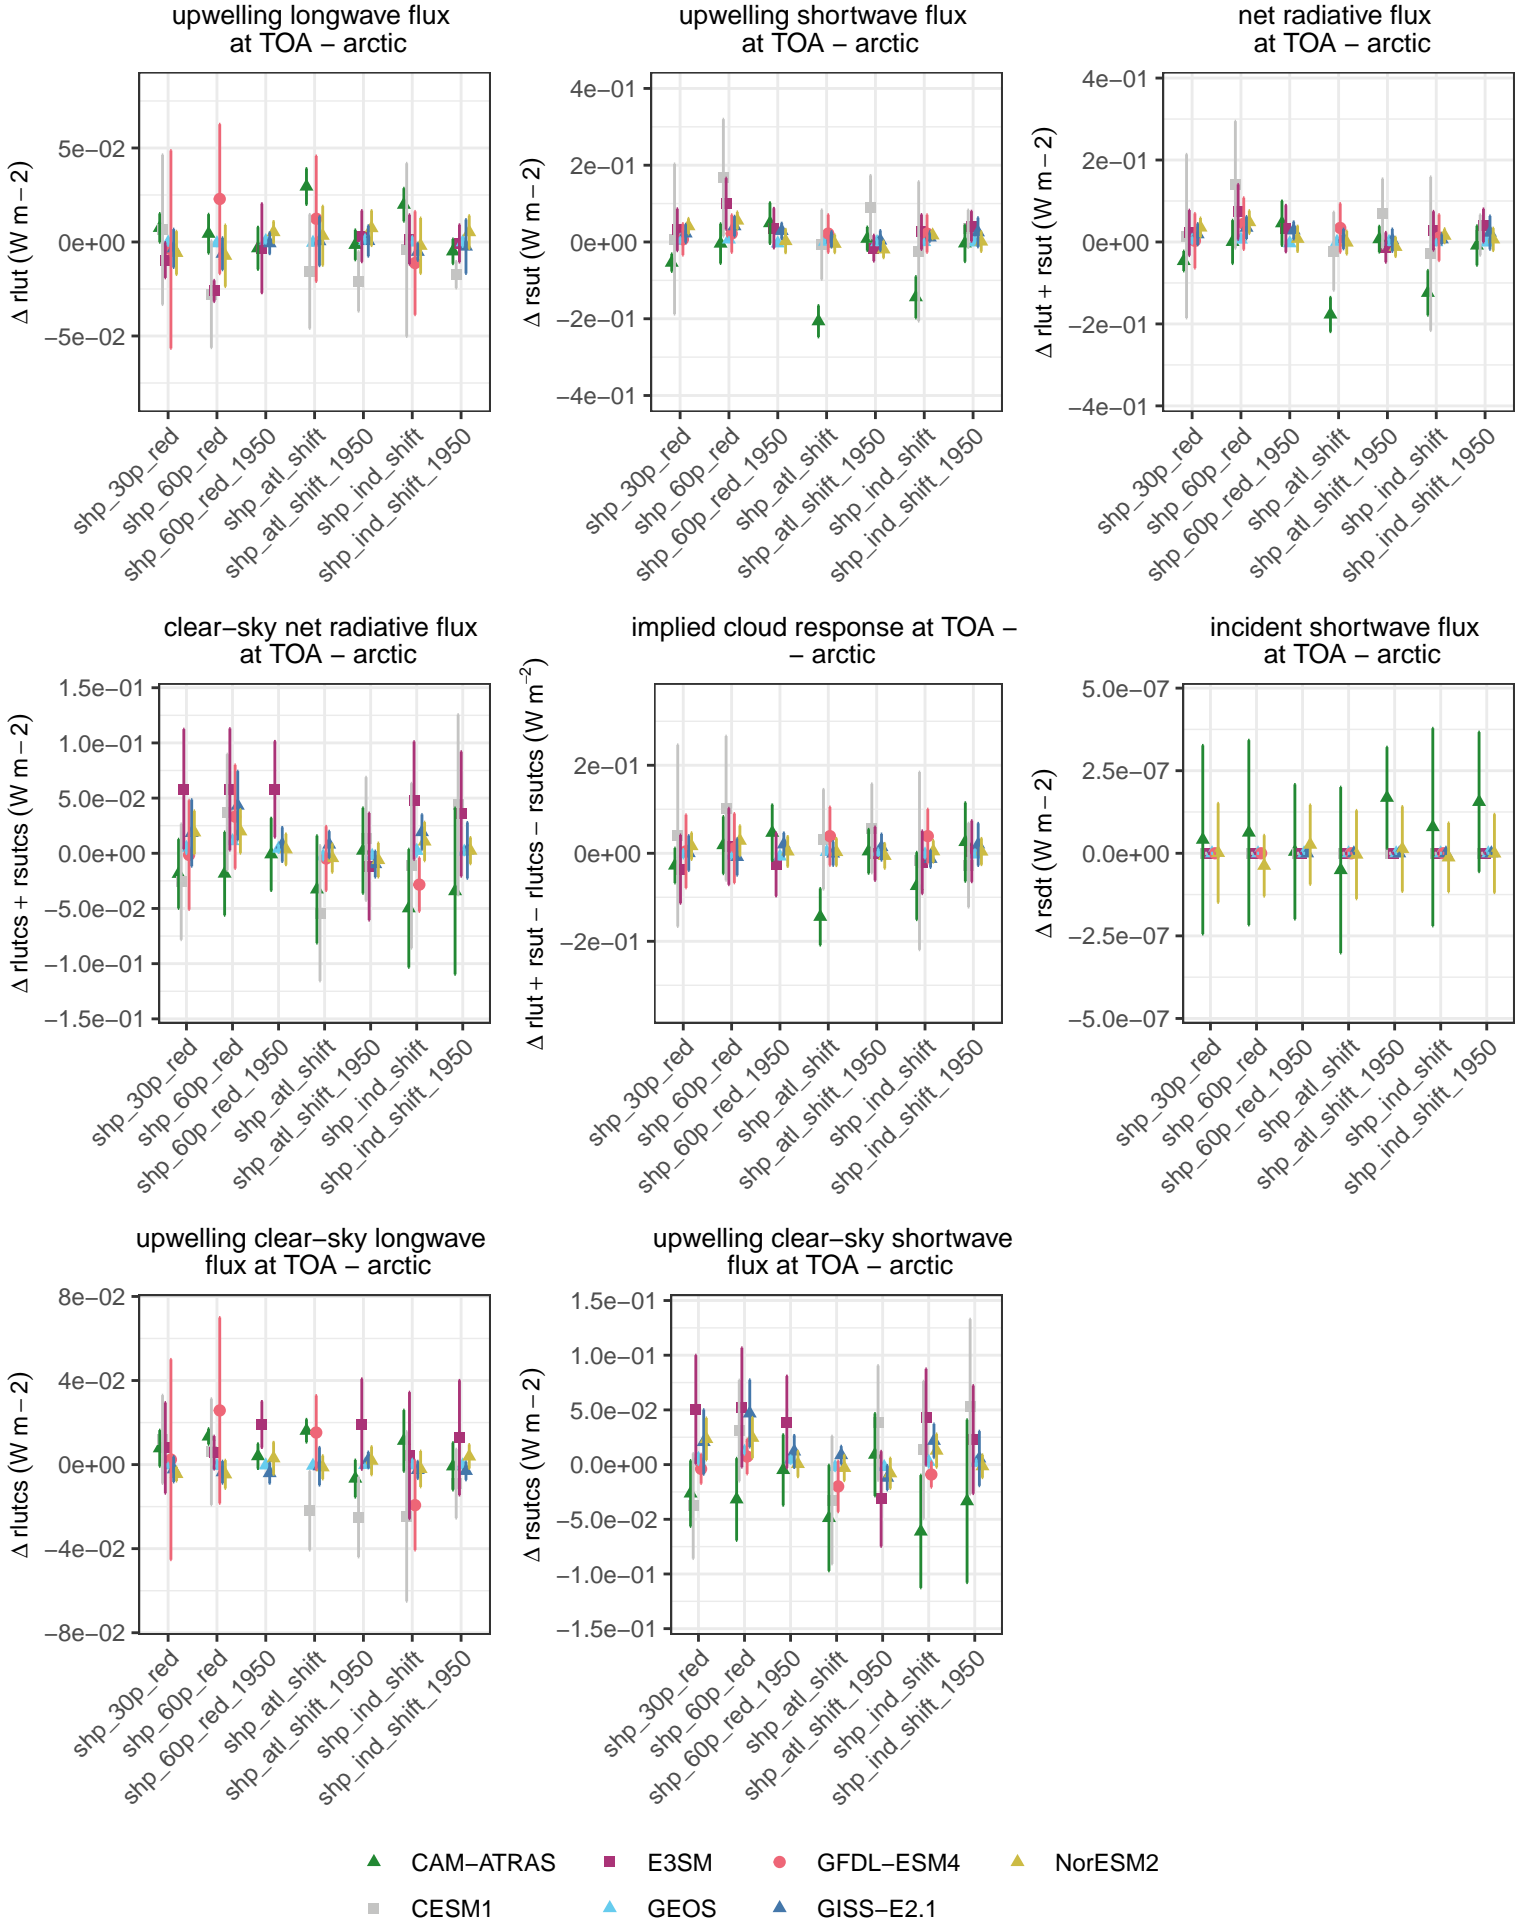 upwelling longwave flux
at TOA − arctic
Δ rlut (W m − 2)
5e−02
0e+00
−5e−02
shp_30p_red
shp_60p_red
shp_60p_red_1950
shp_atl_shift
shp_atl_shift_1950
shp_ind_shift
shp_ind_shift_1950
upwelling shortwave flux
at TOA − arctic
Δ rsut (W m − 2)
4e−01
2e−01
0e+00
−2e−01
−4e−01
shp_30p_red
shp_60p_red
shp_60p_red_1950
shp_atl_shift
shp_atl_shift_1950
shp_ind_shift
shp_ind_shift_1950
net radiative flux
at TOA − arctic
Δ rlut + rsut (W m − 2)
4e−01
2e−01
0e+00
−2e−01
−4e−01
shp_30p_red
shp_60p_red
shp_60p_red_1950
shp_atl_shift
shp_atl_shift_1950
shp_ind_shift
shp_ind_shift_1950
clear−sky net radiative flux
at TOA − arctic
Δ rlutcs + rsutcs (W m − 2)
1.5e−01
1.0e−01
5.0e−02
0.0e+00
−5.0e−02
−1.0e−01
−1.5e−01
shp_30p_red
shp_60p_red
shp_60p_red_1950
shp_atl_shift
shp_atl_shift_1950
shp_ind_shift
shp_ind_shift_1950
implied cloud response at TOA −
− arctic
Δ rlut + rsut − rlutcs − rsutcs (W m−2)
2e−01
0e+00
−2e−01
shp_30p_red
shp_60p_red
shp_60p_red_1950
shp_atl_shift
shp_atl_shift_1950
shp_ind_shift
shp_ind_shift_1950
incident shortwave flux
at TOA − arctic
Δ rsdt (W m − 2)
5.0e−07
2.5e−07
0.0e+00
−2.5e−07
−5.0e−07
shp_30p_red
shp_60p_red
shp_60p_red_1950
shp_atl_shift
shp_atl_shift_1950
shp_ind_shift
shp_ind_shift_1950
upwelling clear−sky longwave
flux at TOA − arctic
Δ rlutcs (W m − 2)
8e−02
4e−02
0e+00
−4e−02
−8e−02
shp_30p_red
shp_60p_red
shp_60p_red_1950
shp_atl_shift
shp_atl_shift_1950
shp_ind_shift
shp_ind_shift_1950
upwelling clear−sky shortwave
flux at TOA − arctic
Δ rsutcs (W m − 2)
1.5e−01
1.0e−01
5.0e−02
0.0e+00
−5.0e−02
−1.0e−01
−1.5e−01
shp_30p_red
shp_60p_red
shp_60p_red_1950
shp_atl_shift
shp_atl_shift_1950
shp_ind_shift
shp_ind_shift_1950
CAM−ATRAS E3SM GFDL−ESM4 NorESM2
CESM1 GEOS GISS−E2.1